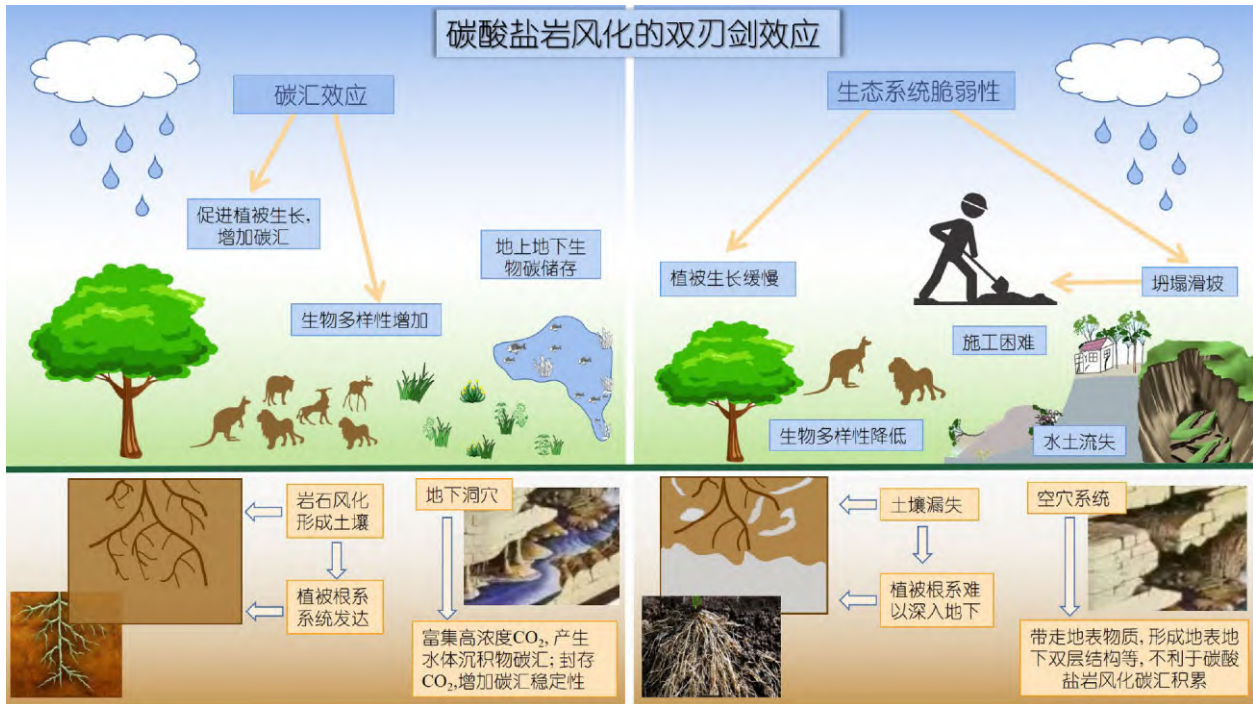 碳酸盐岩风化的双刃剑效应
碳汇效应
促进植被生长,
增加碳汇
地上地下生
物碳储存
生物多样性增加
岩石风化
形成土壤
植被根系
系统发达
地下洞穴
富集高浓度CO₂, 产生
水体沉积物碳汇; 封存
CO₂,增加碳汇稳定性
生态系统脆弱性
植被生长缓慢
坍塌滑坡
施工困难
生物多样性降低
水土流失
土壤漏失
植被根系难
以深入地下
空穴系统
带走地表物质, 形成地表地
下双层结构等, 不利于碳酸
盐岩风化碳汇积累